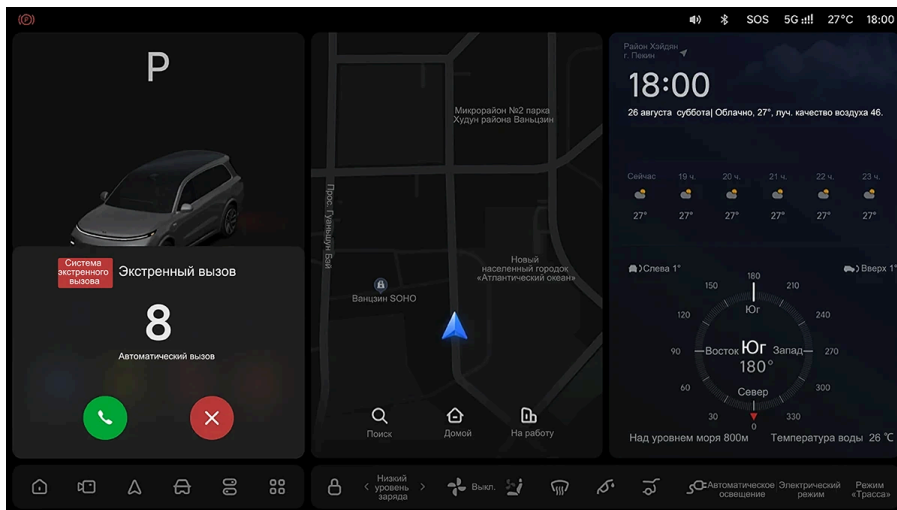 (P)
SOS
5G
27°C
18:00
P
Система
экстренного
вызова
Экстренный вызов
8
Автоматический вызов
Микрорайон №2 парка
Худун района Ваньцзин
Прос. Гуаньшун Бэй
Новый
населенный городок
«Атлантический океан»
Ванцзин SOHO
Поиск
Домой
На работу
Район Хэйдян
г. Пекин
18:00
26 августа суббота| Облачно, 27°, луч. качество воздуха 46.
Сейчас 19 ч. 20 ч. 21 ч. 22 ч. 23 ч.
27° 27° 27° 27° 27° 27°
Слева 1°
Вверх 1°
180
150 210
Юг
120 240
90 Восток Юг Запад 270
180°
60 300
Север
30 330
0
Над уровнем моря 800м
Температура воды 26 ℃
Низкий
уровень
заряда
Выкл.
Автоматическое
освещение
Электрический
режим
Режим
«Трасса»